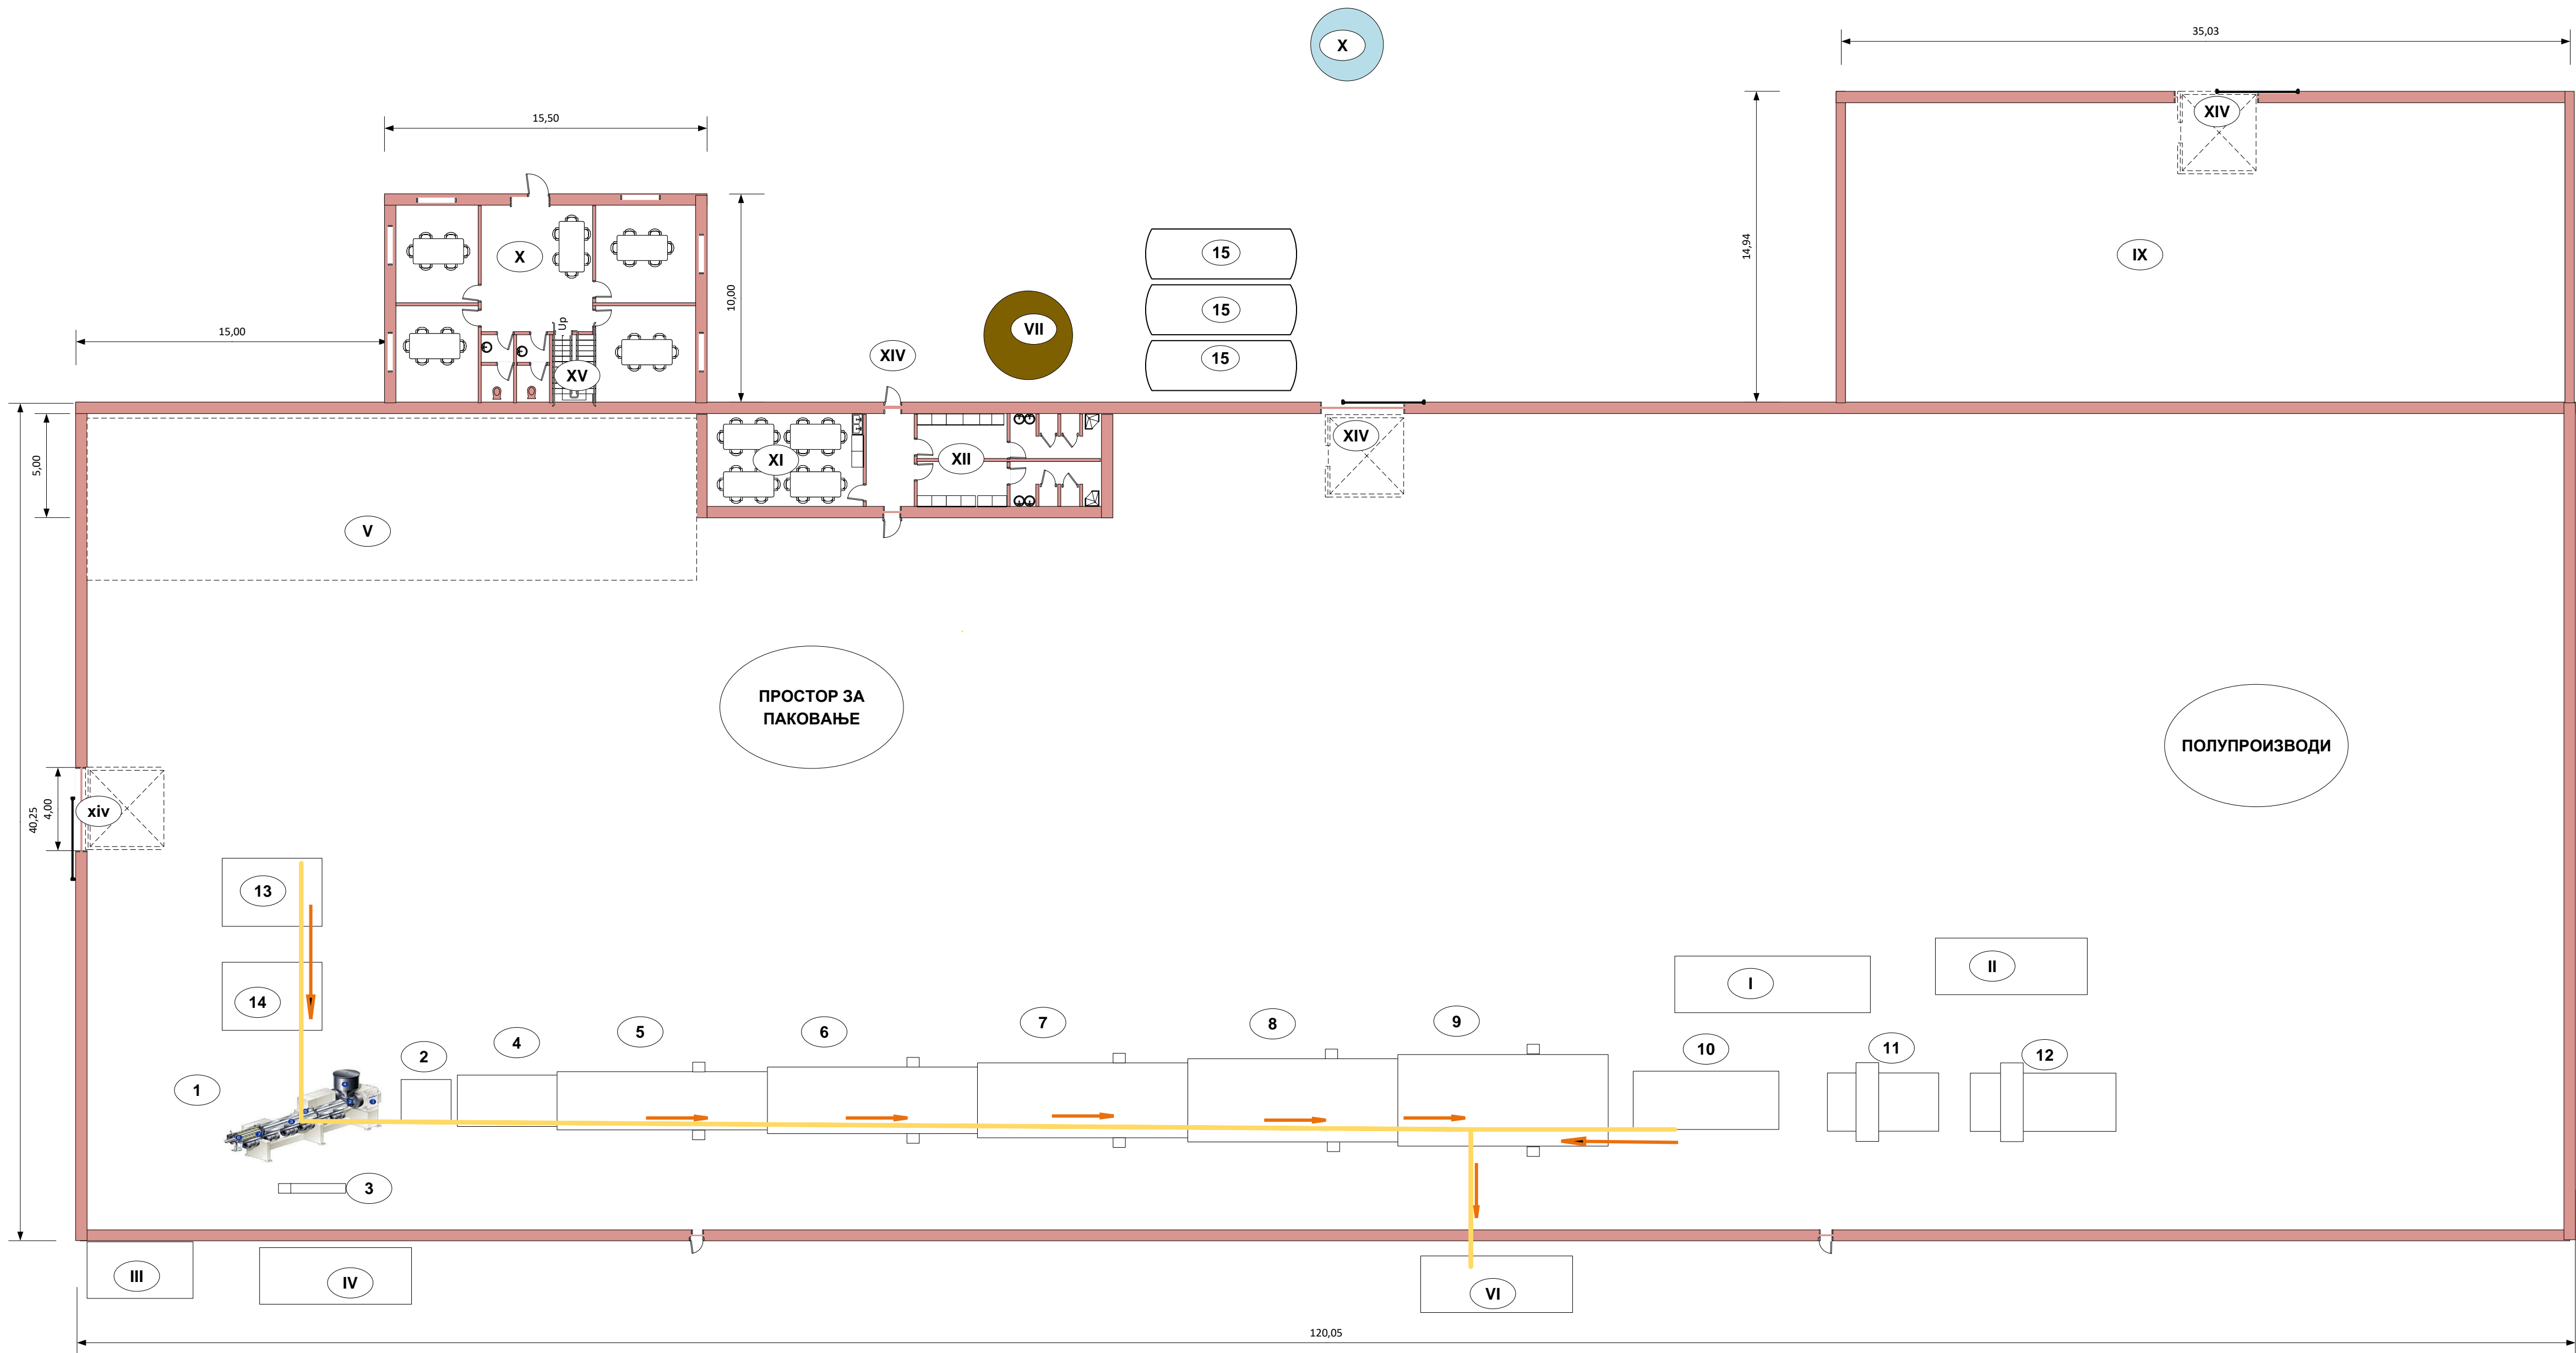 X
35,03
XIV
15,50
14,94
IX
X
15
10,00
15
VII
15,00
Up
XIV
15
XV
5,00
XI
XII
XIV
V
ПРОСТОР ЗА
ПАКОВАЊЕ
ПОЛУПРОИЗВОДИ
40,25
4,00
xiv
13
14
I
II
1
2
4
5
6
7
8
9
10
11
12
3
III
IV
VI
120,05